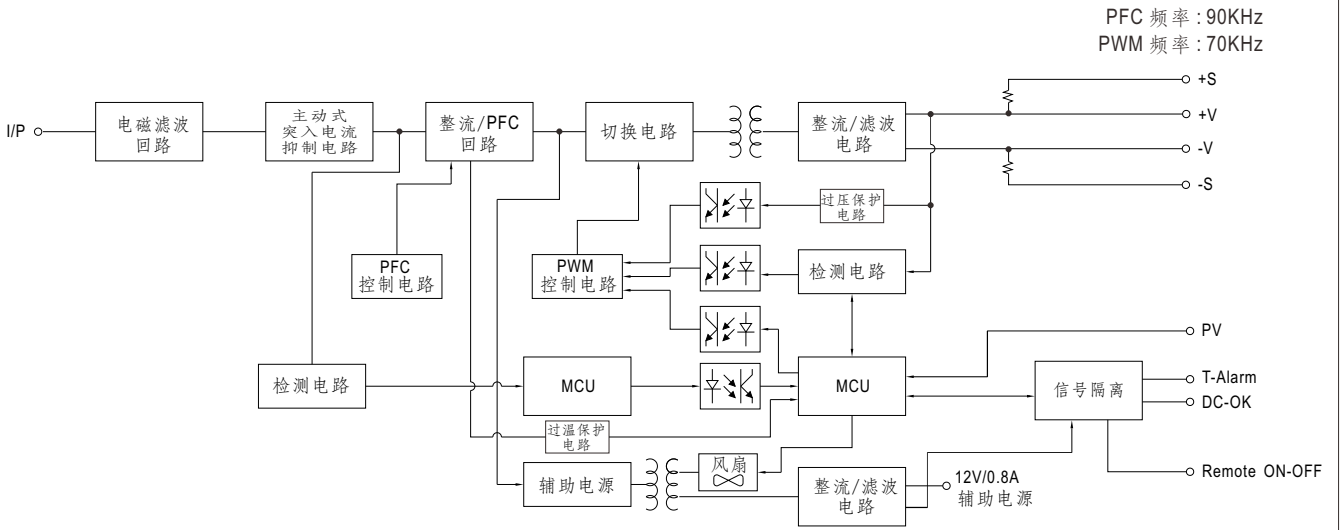 PFC 频率 : 90KHz
PWM 频率 : 70KHz
+S
I/P
电磁滤波
回路
主动式
突入电流
抑制电路
整流/PFC
回路
切换电路
整流/滤波
电路
+V
-V
-S
过压保护
电路
PFC
控制电路
PWM
控制电路
检测电路
PV
检测电路
MCU
MCU
信号隔离
T-Alarm
DC-OK
过温保护
电路
辅助电源
风扇
整流/滤波
电路
12V/0.8A
辅助电源
Remote ON-OFF